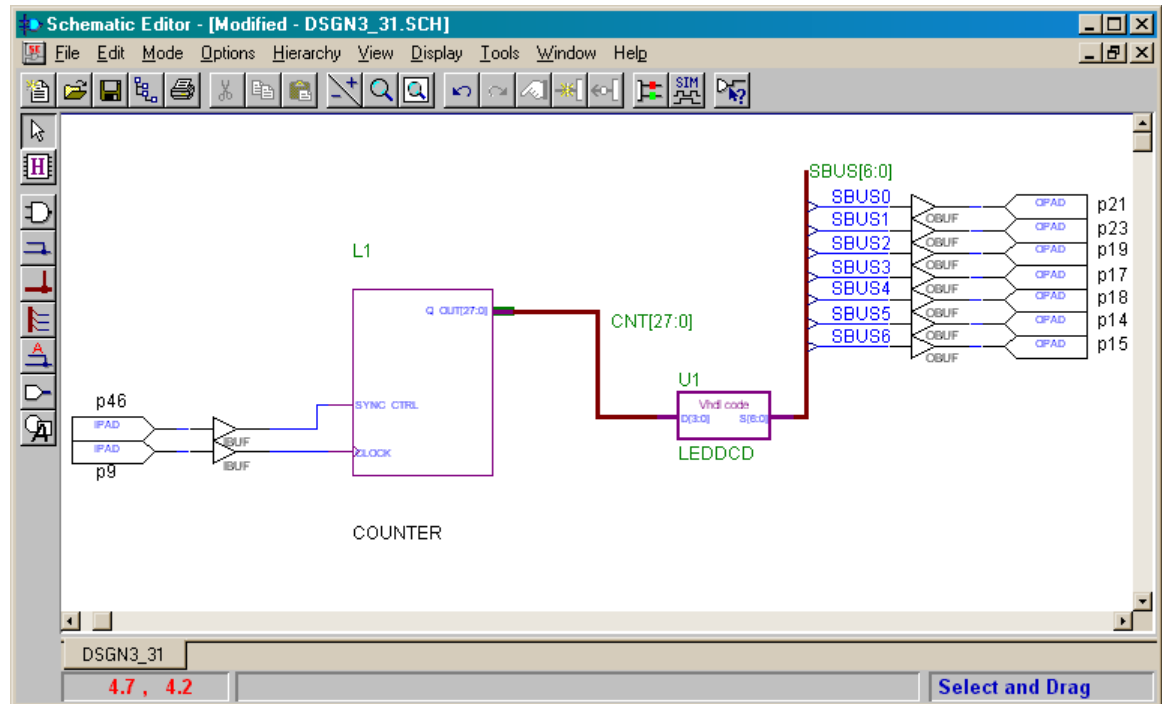 Schematic Editor - [Modified - DSGN3_31.SCH]
File Edit Mode Options Hierarchy View Display Tools Window Help
SIM
H
SBUS[6:0]
SBUS0 OBUF OPAD p21
SBUS1 OBUF OPAD p23
SBUS2 OBUF OPAD p19
SBUS3 OBUF OPAD p17
SBUS4 OBUF OPAD p18
SBUS5 OBUF OPAD p14
SBUS6 OBUF OPAD p15
L1
Q OUT[27:0]
CNT[27:0]
U1
Vhdl code
D[3:0] S[6:0]
LEDDCD
p46
IPAD IBUF SYNC CTRL
IPAD IBUF CLOCK
p9
COUNTER
DSGN3_31
4.7 , 4.2
Select and Drag